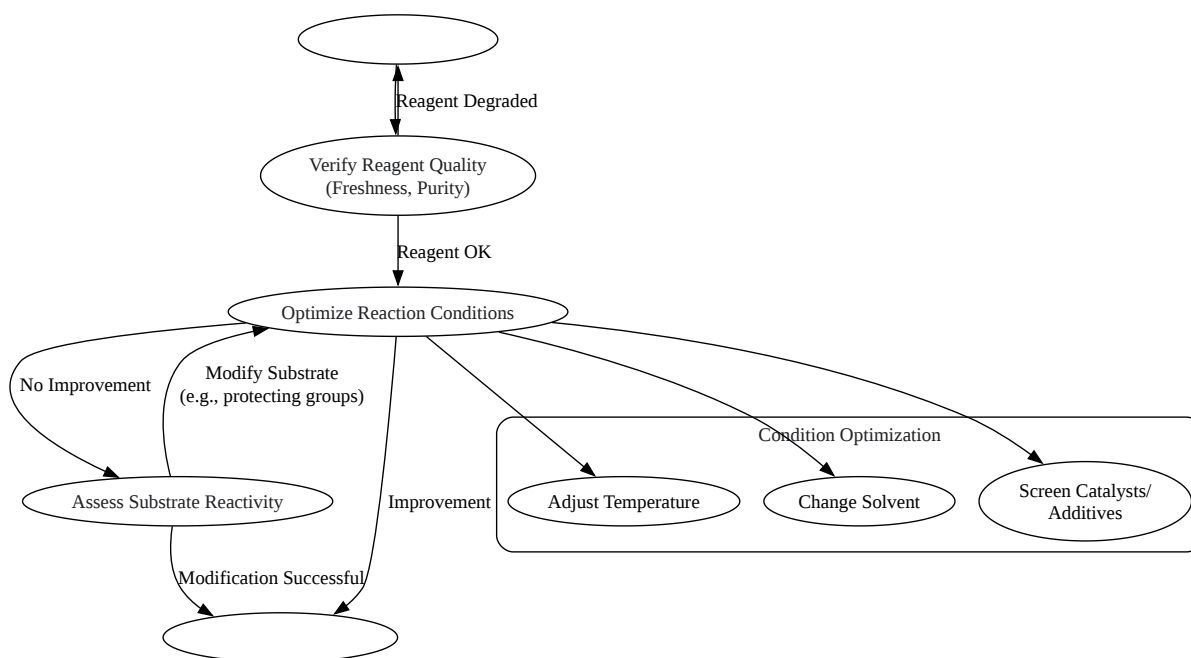 Reagent Degraded
Verify Reagent Quality
(Freshness, Purity)
Reagent OK
Optimize Reaction Conditions
No Improvement
Modify Substrate
(e.g., protecting groups)
Condition Optimization
Assess Substrate Reactivity
Improvement
Adjust Temperature
Change Solvent
Screen Catalysts/
Additives
Modification Successful